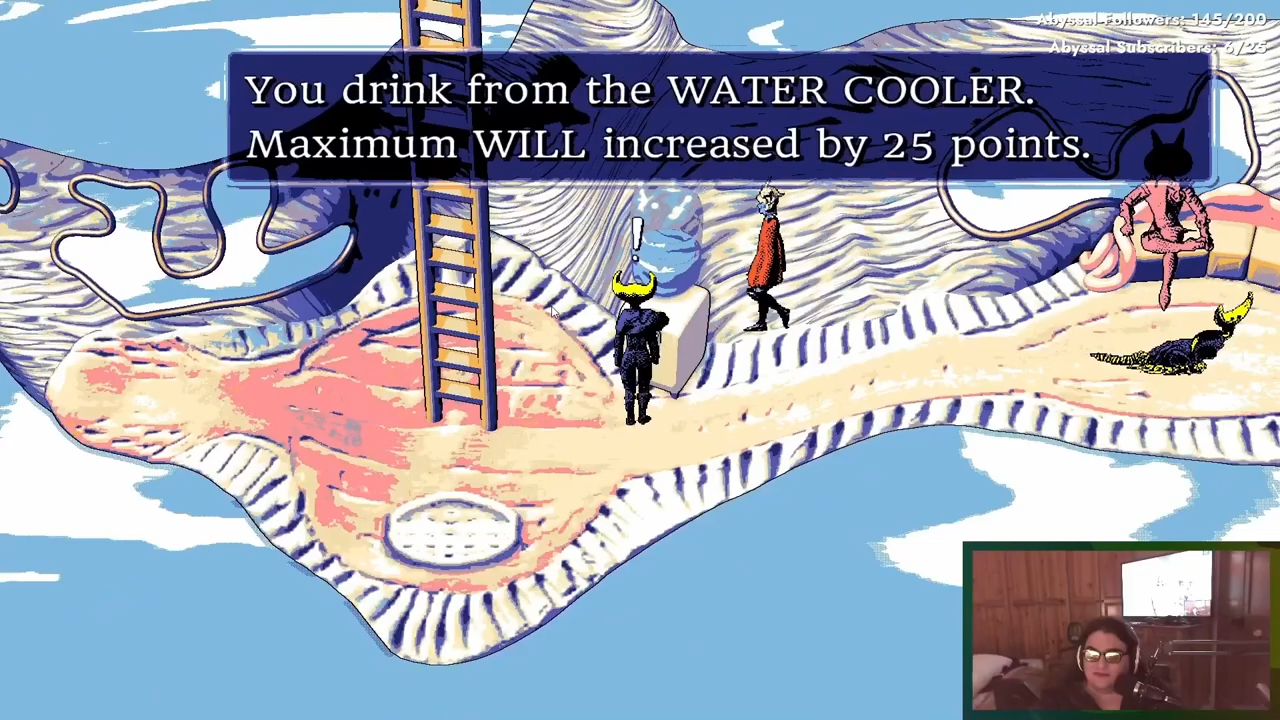 Abyssal Followers: 145/200
Abyssal Subscribers: 6/25
You drink from the WATER COOLER.
Maximum WILL increased by 25 points.